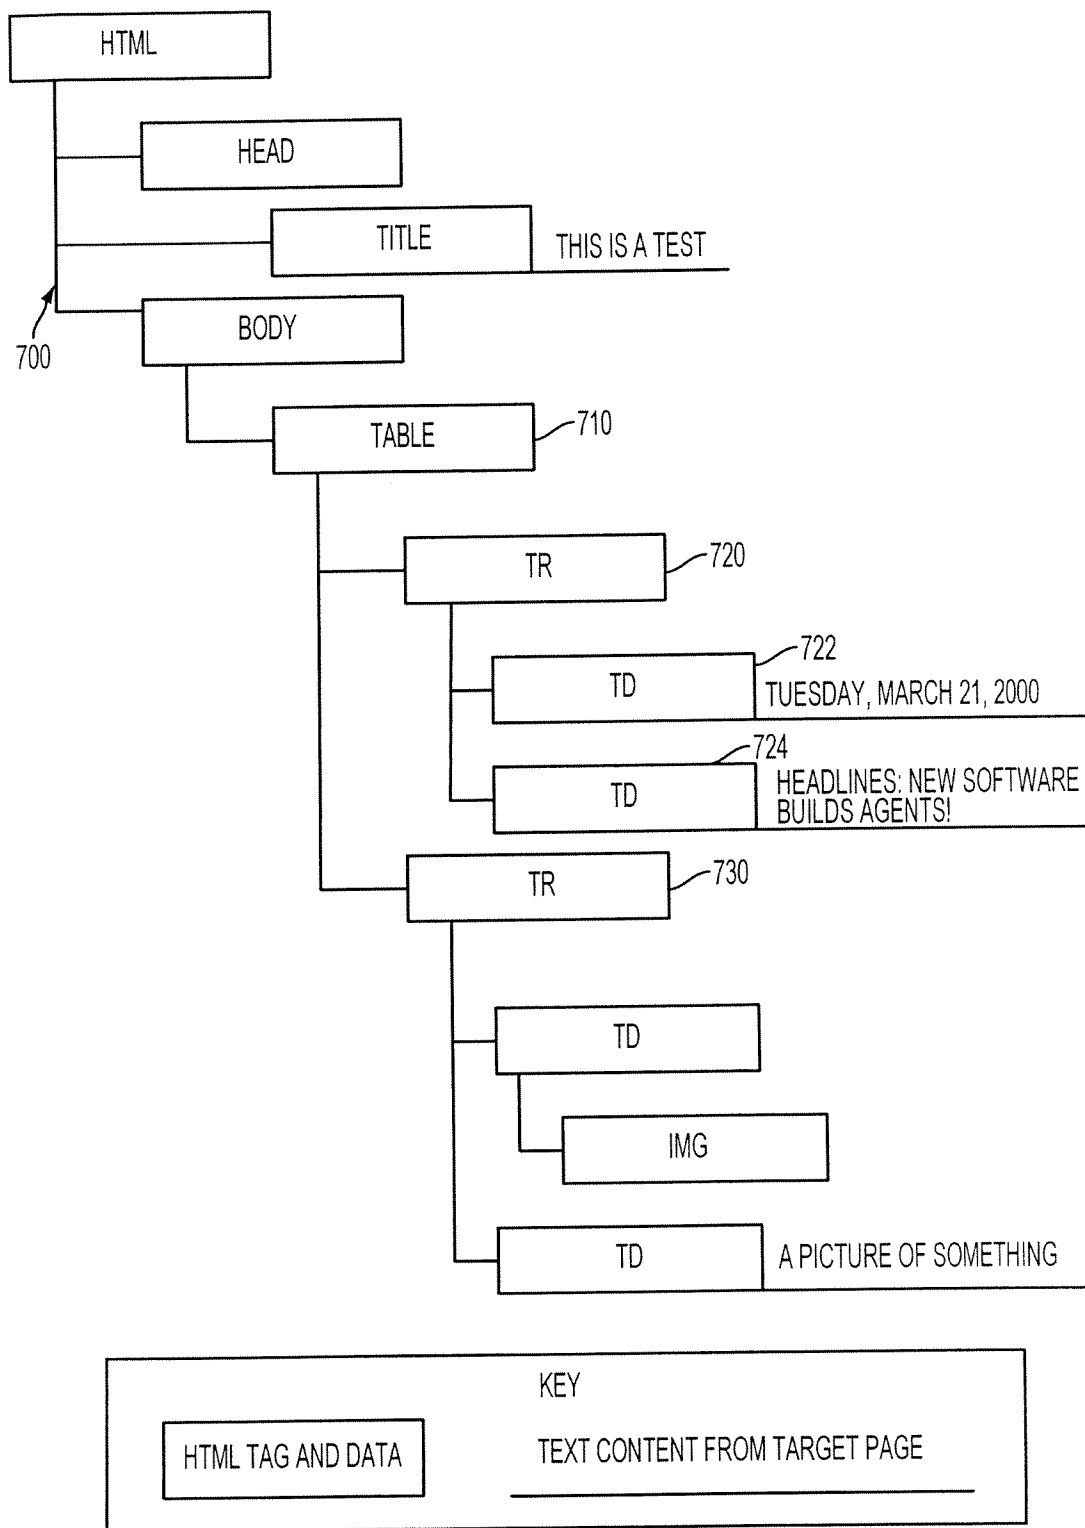 HTML
HEAD
TITLE
THIS IS A TEST
700
BODY
TABLE
710
TR
720
722
TD
TUESDAY, MARCH 21, 2000
724
TD
HEADLINES: NEW SOFTWARE
BUILDS AGENTS!
TR
730
TD
IMG
TD
A PICTURE OF SOMETHING
KEY
HTML TAG AND DATA
TEXT CONTENT FROM TARGET PAGE